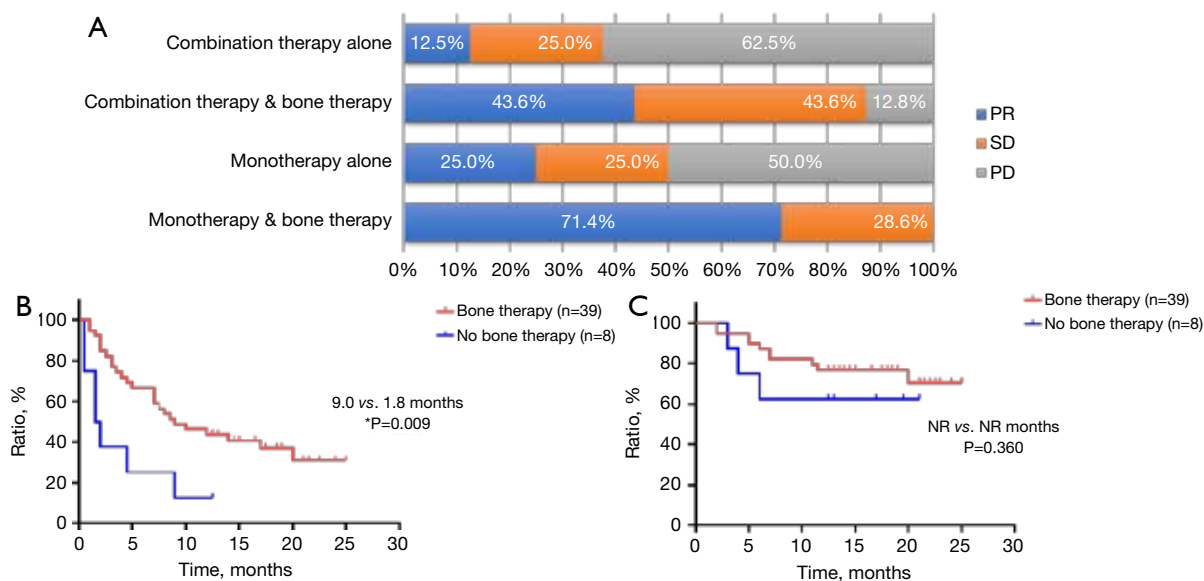 A
Combination therapy alone
12.5%
25.0%
62.5%
Combination therapy & bone therapy
43.6%
43.6%
12.8%
Monotherapy alone
25.0%
25.0%
50.0%
Monotherapy & bone therapy
71.4%
28.6%
0% 10% 20% 30% 40% 50% 60% 70% 80% 90% 100%
PR
SD
PD
B
Bone therapy (n=39)
No bone therapy (n=8)
Ratio, %
100
80
60
40
20
0
9.0 vs. 1.8 months
*P=0.009
0 5 10 15 20 25 30
Time, months
C
Bone therapy (n=39)
No bone therapy (n=8)
Ratio, %
100
80
60
40
20
0
NR vs. NR months
P=0.360
0 5 10 15 20 25 30
Time, months